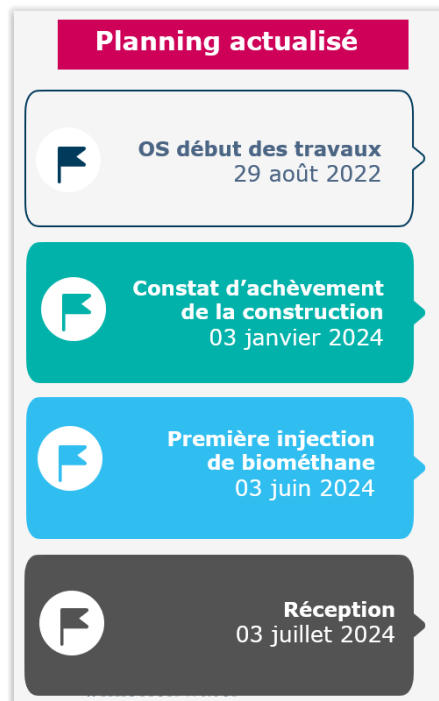 Planning actualisé
OS début des travaux
29 août 2022
Constat d’achèvement
de la construction
03 janvier 2024
Première injection
de biométhane
03 juin 2024
Réception
03 juillet 2024